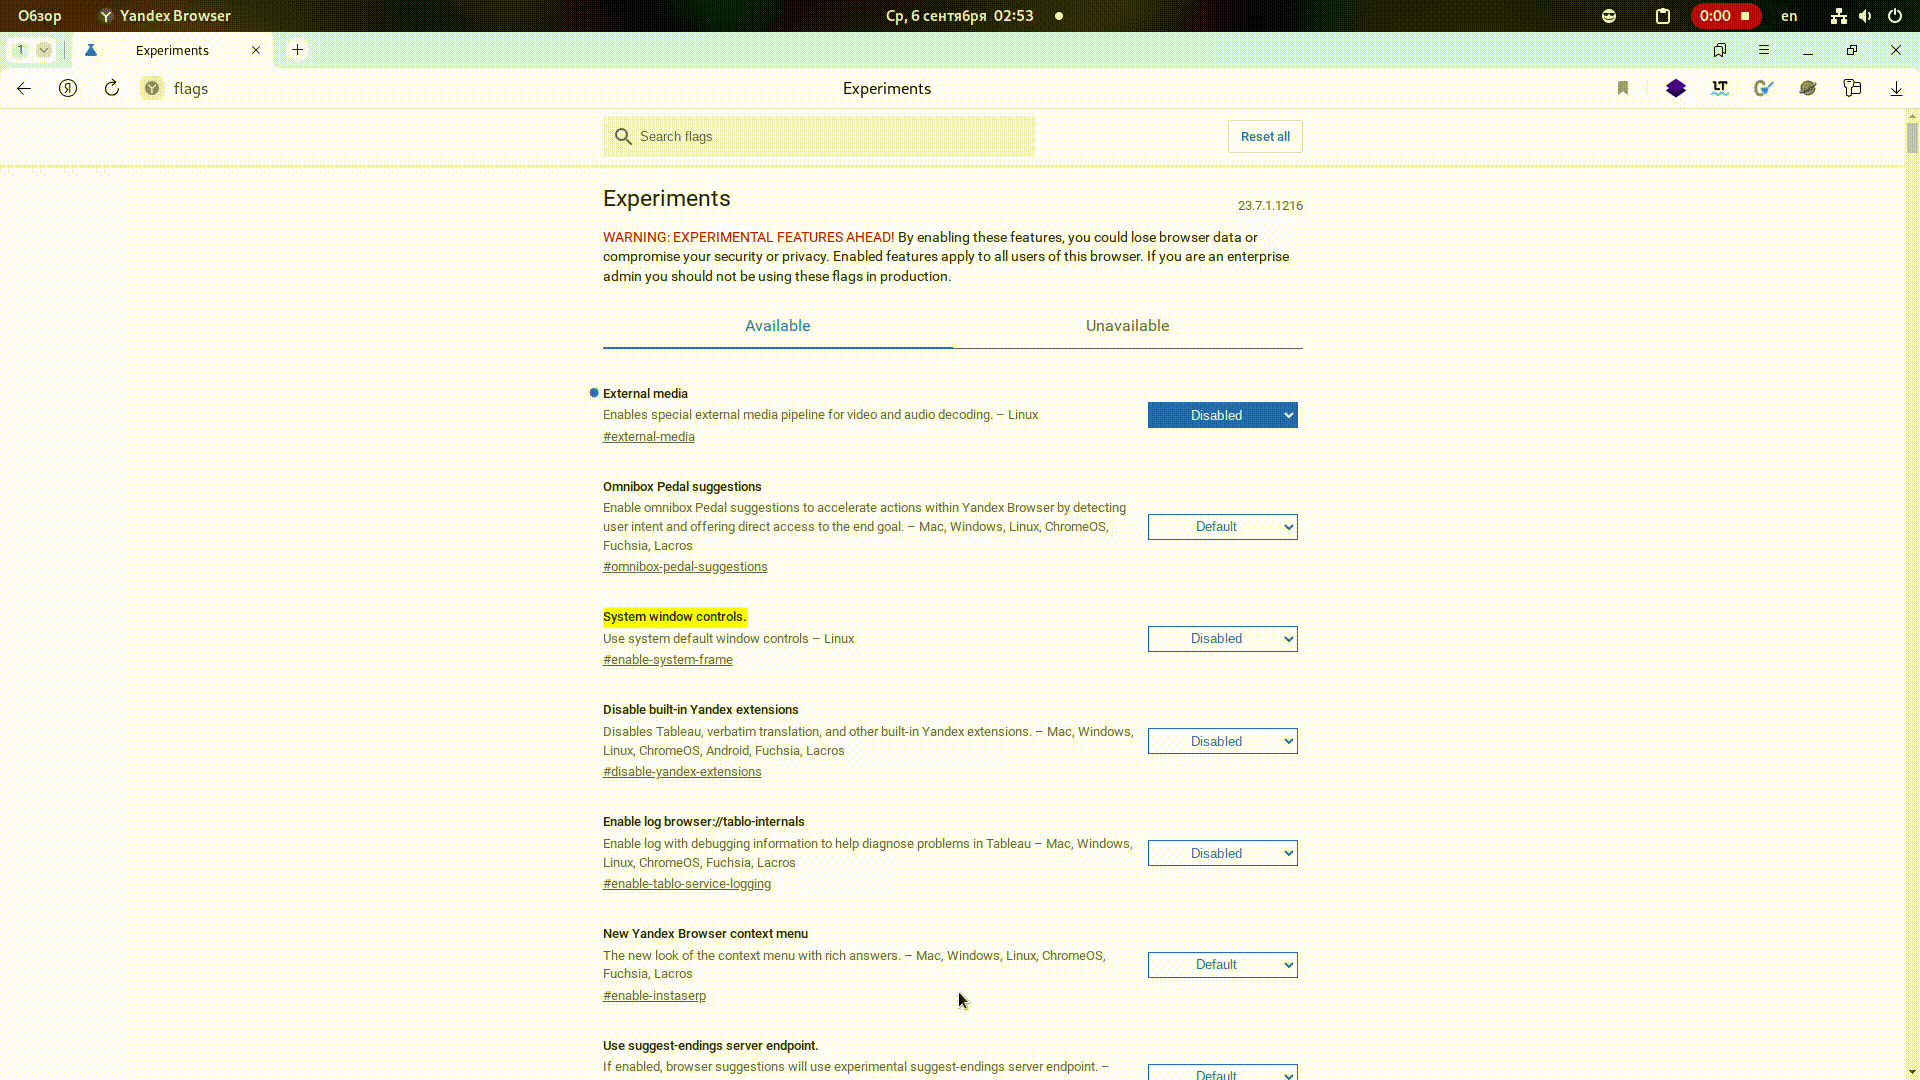 Обзор
Yandex Browser
Ср, 6 сентября 02:53
0:00
en
1
Experiments
flags
Experiments
LT
Search flags
Reset all
Experiments
23.7.1.1216
WARNING: EXPERIMENTAL FEATURES AHEAD! By enabling these features, you could lose browser data or
compromise your security or privacy. Enabled features apply to all users of this browser. If you are an enterprise
admin you should not be using these flags in production.
Available
Unavailable
External media
Enables special external media pipeline for video and audio decoding. – Linux
#external-media
Disabled
Omnibox Pedal suggestions
Enable omnibox Pedal suggestions to accelerate actions within Yandex Browser by detecting
user intent and offering direct access to the end goal. – Mac, Windows, Linux, ChromeOS,
Fuchsia, Lacros
#omnibox-pedal-suggestions
Default
System window controls.
Use system default window controls – Linux
#enable-system-frame
Disabled
Disable built-in Yandex extensions
Disables Tableau, verbatim translation, and other built-in Yandex extensions. – Mac, Windows,
Linux, ChromeOS, Android, Fuchsia, Lacros
#disable-yandex-extensions
Disabled
Enable log browser://tablo-internals
Enable log with debugging information to help diagnose problems in Tableau – Mac, Windows,
Linux, ChromeOS, Fuchsia, Lacros
#enable-tablo-service-logging
Disabled
New Yandex Browser context menu
The new look of the context menu with rich answers. – Mac, Windows, Linux, ChromeOS,
Fuchsia, Lacros
#enable-instaserp
Default
Use suggest-endings server endpoint.
If enabled, browser suggestions will use experimental suggest-endings server endpoint. –
Default